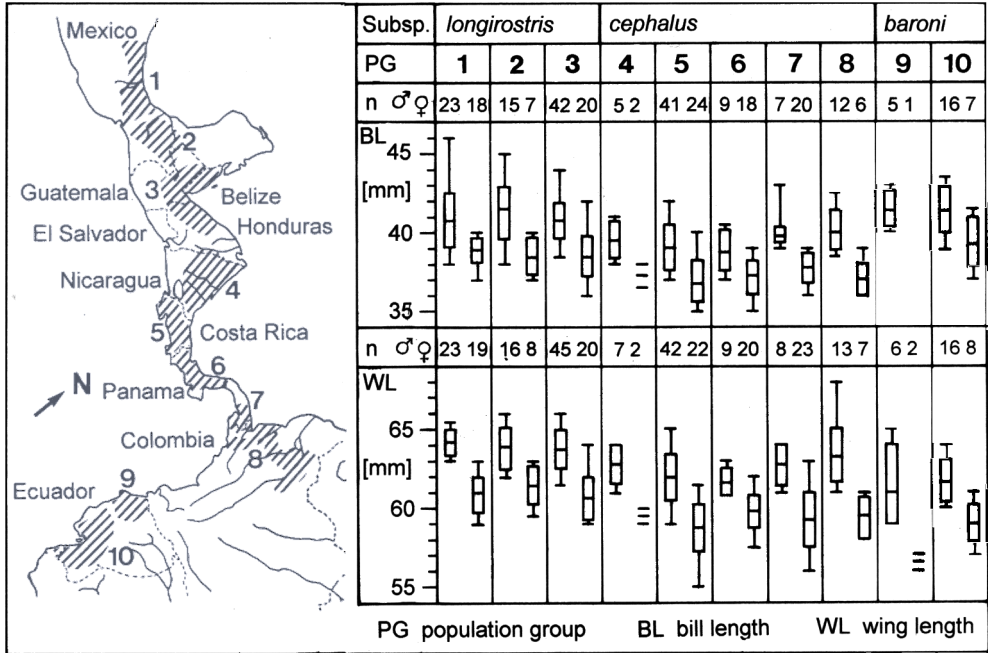 Mexico
1
2
Guatemala
3
Belize
El Salvador
Honduras
Nicaragua
4
5
Costa Rica
6
N
Panama
7
Colombia
8
9
Ecuador
10
Subsp. longirostris cephalus baroni
PG 1 2 3 4 5 6 7 8 9 10
n ♂♀ 23 18 15 7 42 20 5 2 41 24 9 18 7 20 12 6 5 1 16 7
BL
45
[mm]
40
35
n ♂♀ 23 19 16 8 45 20 7 2 42 22 9 20 8 23 13 7 6 2 16 8
WL
65
[mm]
60
55
PG population group BL bill length WL wing length